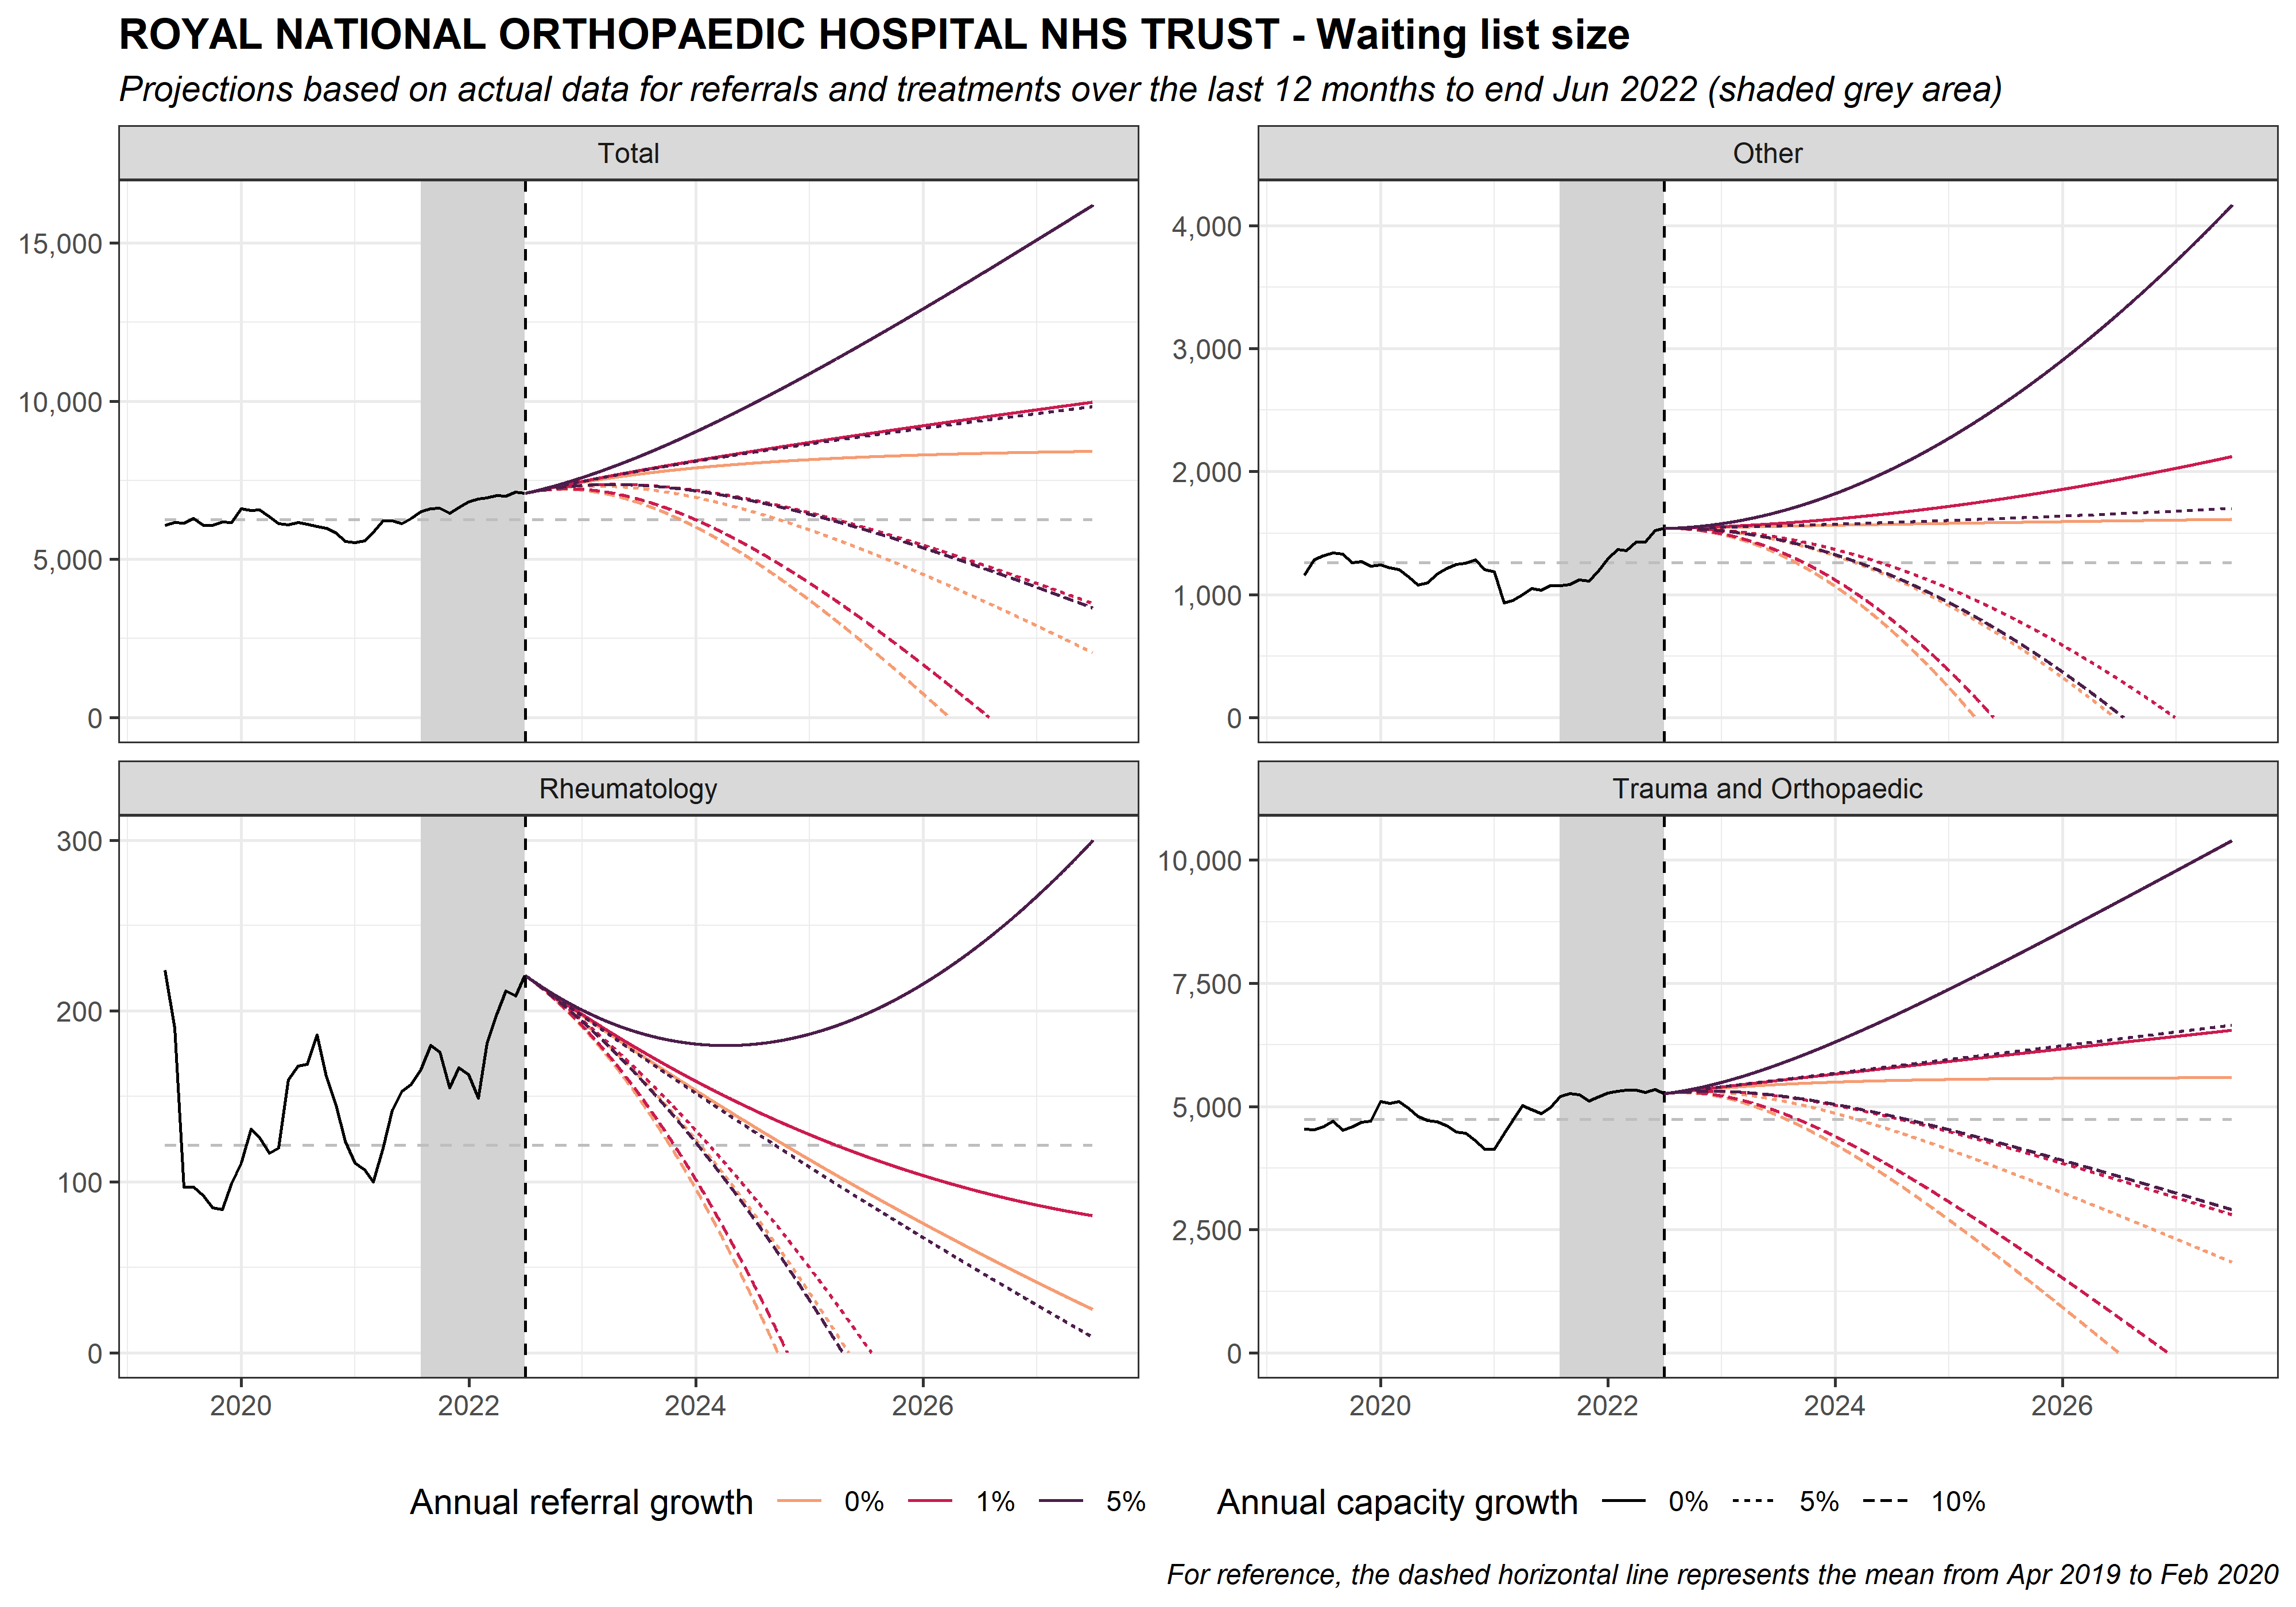 ROYAL NATIONAL ORTHOPAEDIC HOSPITAL NHS TRUST - Waiting list size
Projections based on actual data for referrals and treatments over the last 12 months to end Jun 2022 (shaded grey area)
Total
15,000
10,000
5,000
0
Other
4,000
3,000
2,000
1,000
0
Rheumatology
300
200
100
0
2020 2022 2024 2026
Trauma and Orthopaedic
10,000
7,500
5,000
2,500
0
2020 2022 2024 2026
Annual referral growth 0% 1% 5%
Annual capacity growth 0% 5% 10%
For reference, the dashed horizontal line represents the mean from Apr 2019 to Feb 2020